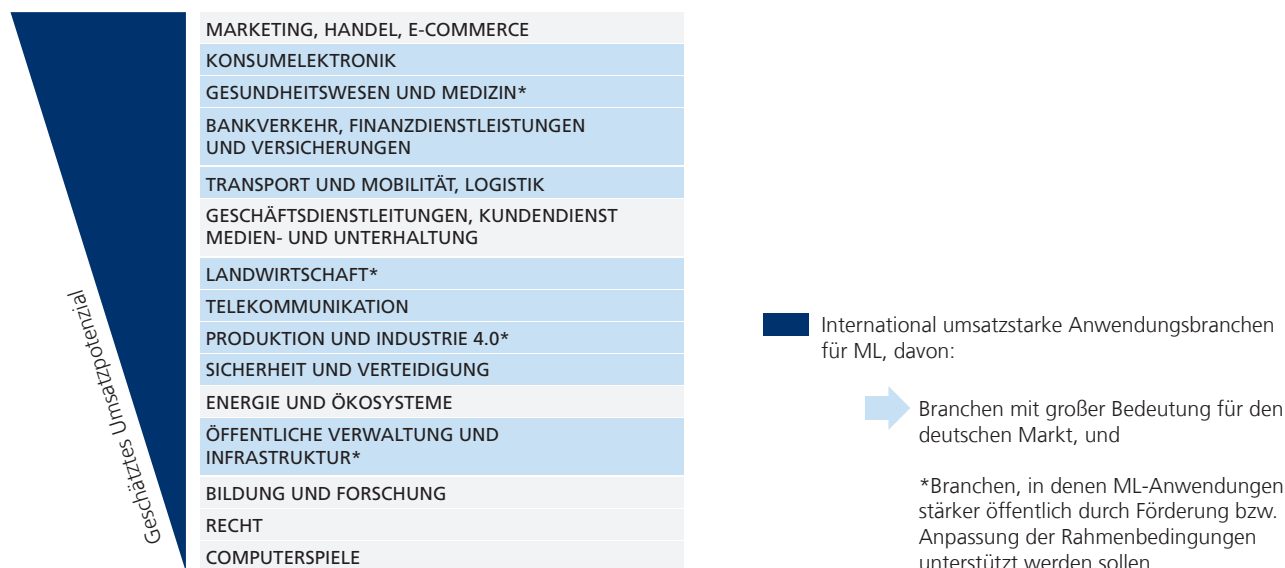 MARKETING, HANDEL, E-COMMERCE
KONSUMELEKTRONIK
GESUNDHEITSWESEN UND MEDIZIN*
BANKVERKEHR, FINANZDIENSTLEISTUNGEN
UND VERSICHERUNGEN
TRANSPORT UND MOBILITÄT, LOGISTIK
GESCHÄFTSDIENSTLEITUNGEN, KUNDENDIENST
MEDIEN- UND UNTERHALTUNG
LANDWIRTSCHAFT*
TELEKOMMUNIKATION
PRODUKTION UND INDUSTRIE 4.0*
SICHERHEIT UND VERTEIDIGUNG
ENERGIE UND ÖKOSYSTEME
ÖFFENTLICHE VERWALTUNG UND
INFRASTRUKTUR*
BILDUNG UND FORSCHUNG
RECHT
COMPUTERSPIELE
Geschätztes Umsatzpotenzial
International umsatzstarke Anwendungsbranchen
für ML, davon:
Branchen mit großer Bedeutung für den
deutschen Markt, und
*Branchen, in denen ML-Anwendungen
stärker öffentlich durch Förderung bzw.
Anpassung der Rahmenbedingungen
unterstützt werden sollen